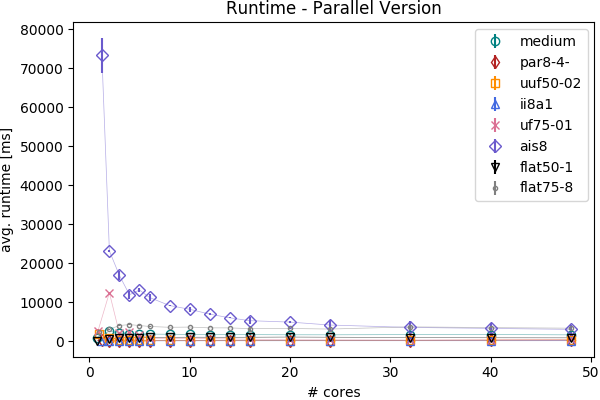 Runtime - Parallel Version
avg. runtime [ms]
80000
70000
60000
50000
40000
30000
20000
10000
0
0
10
20
30
40
50
# cores
medium
par8-4-
uuf50-02
ii8a1
uf75-01
ais8
flat50-1
flat75-8